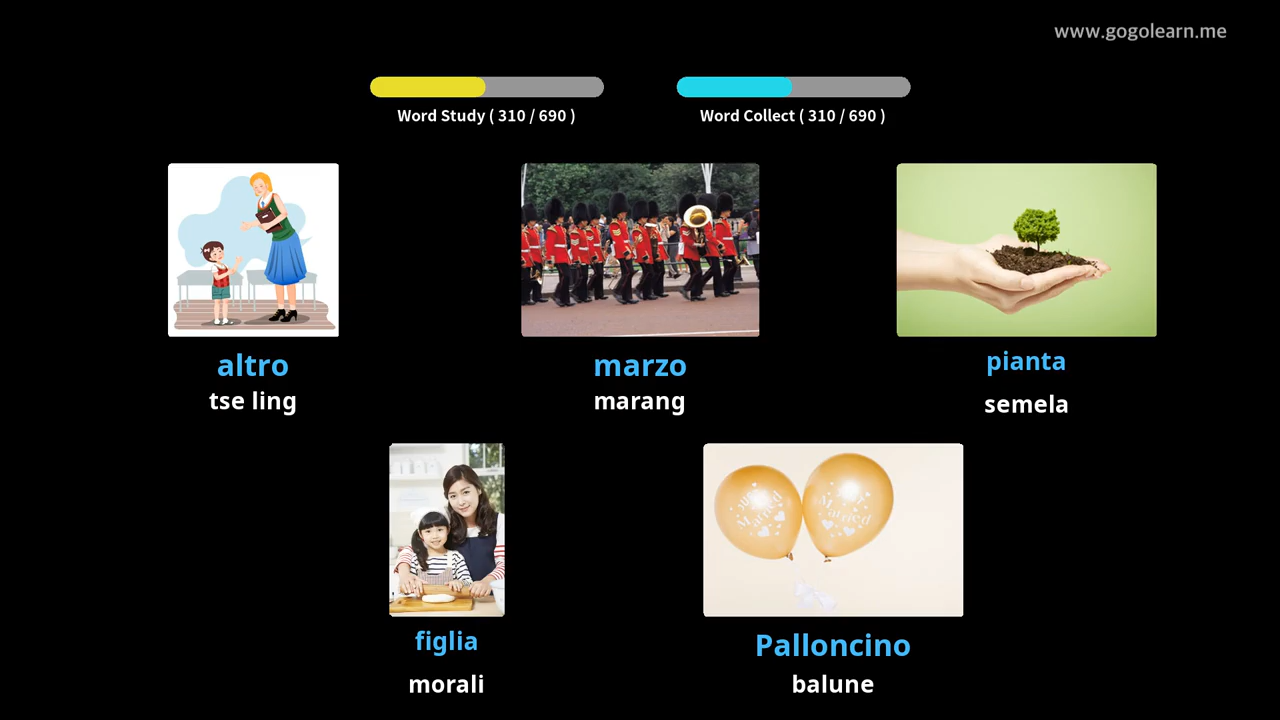 www.gogolearn.me
Word Study ( 310 / 690 )
Word Collect ( 310 / 690 )
altro
tse ling
marzo
marang
pianta
semela
figlia
morali
Palloncino
balune